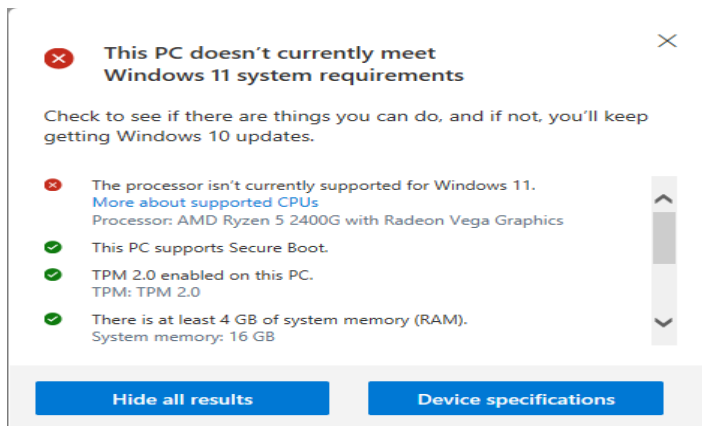 This PC doesn't currently meet
Windows 11 system requirements
Check to see if there are things you can do, and if not, you'll keep
getting Windows 10 updates.
The processor isn't currently supported for Windows 11.
More about supported CPUs
Processor: AMD Ryzen 5 2400G with Radeon Vega Graphics
This PC supports Secure Boot.
TPM 2.0 enabled on this PC.
TPM: TPM 2.0
There is at least 4 GB of system memory (RAM).
System memory: 16 GB
Hide all results
Device specifications